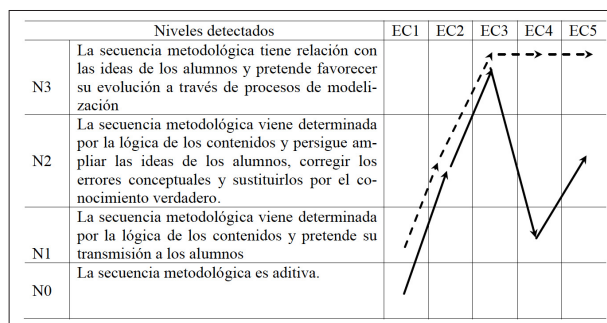 Niveles detectados EC1 EC2 EC3 EC4 EC5
La secuencia metodológica tiene relación con
las ideas de los alumnos y pretende favorecer
N3 su evolución a través de procesos de modeli-
zación
La secuencia metodológica viene determinada
por la lógica de los contenidos y persigue am-
N2 pliar las ideas de los alumnos, corregir los
errores conceptuales y sustituirlos por el co-
nocimiento verdadero.
La secuencia metodológica viene determinada
por la lógica de los contenidos y pretende su
N1 transmisión a los alumnos
La secuencia metodológica es aditiva.
N0